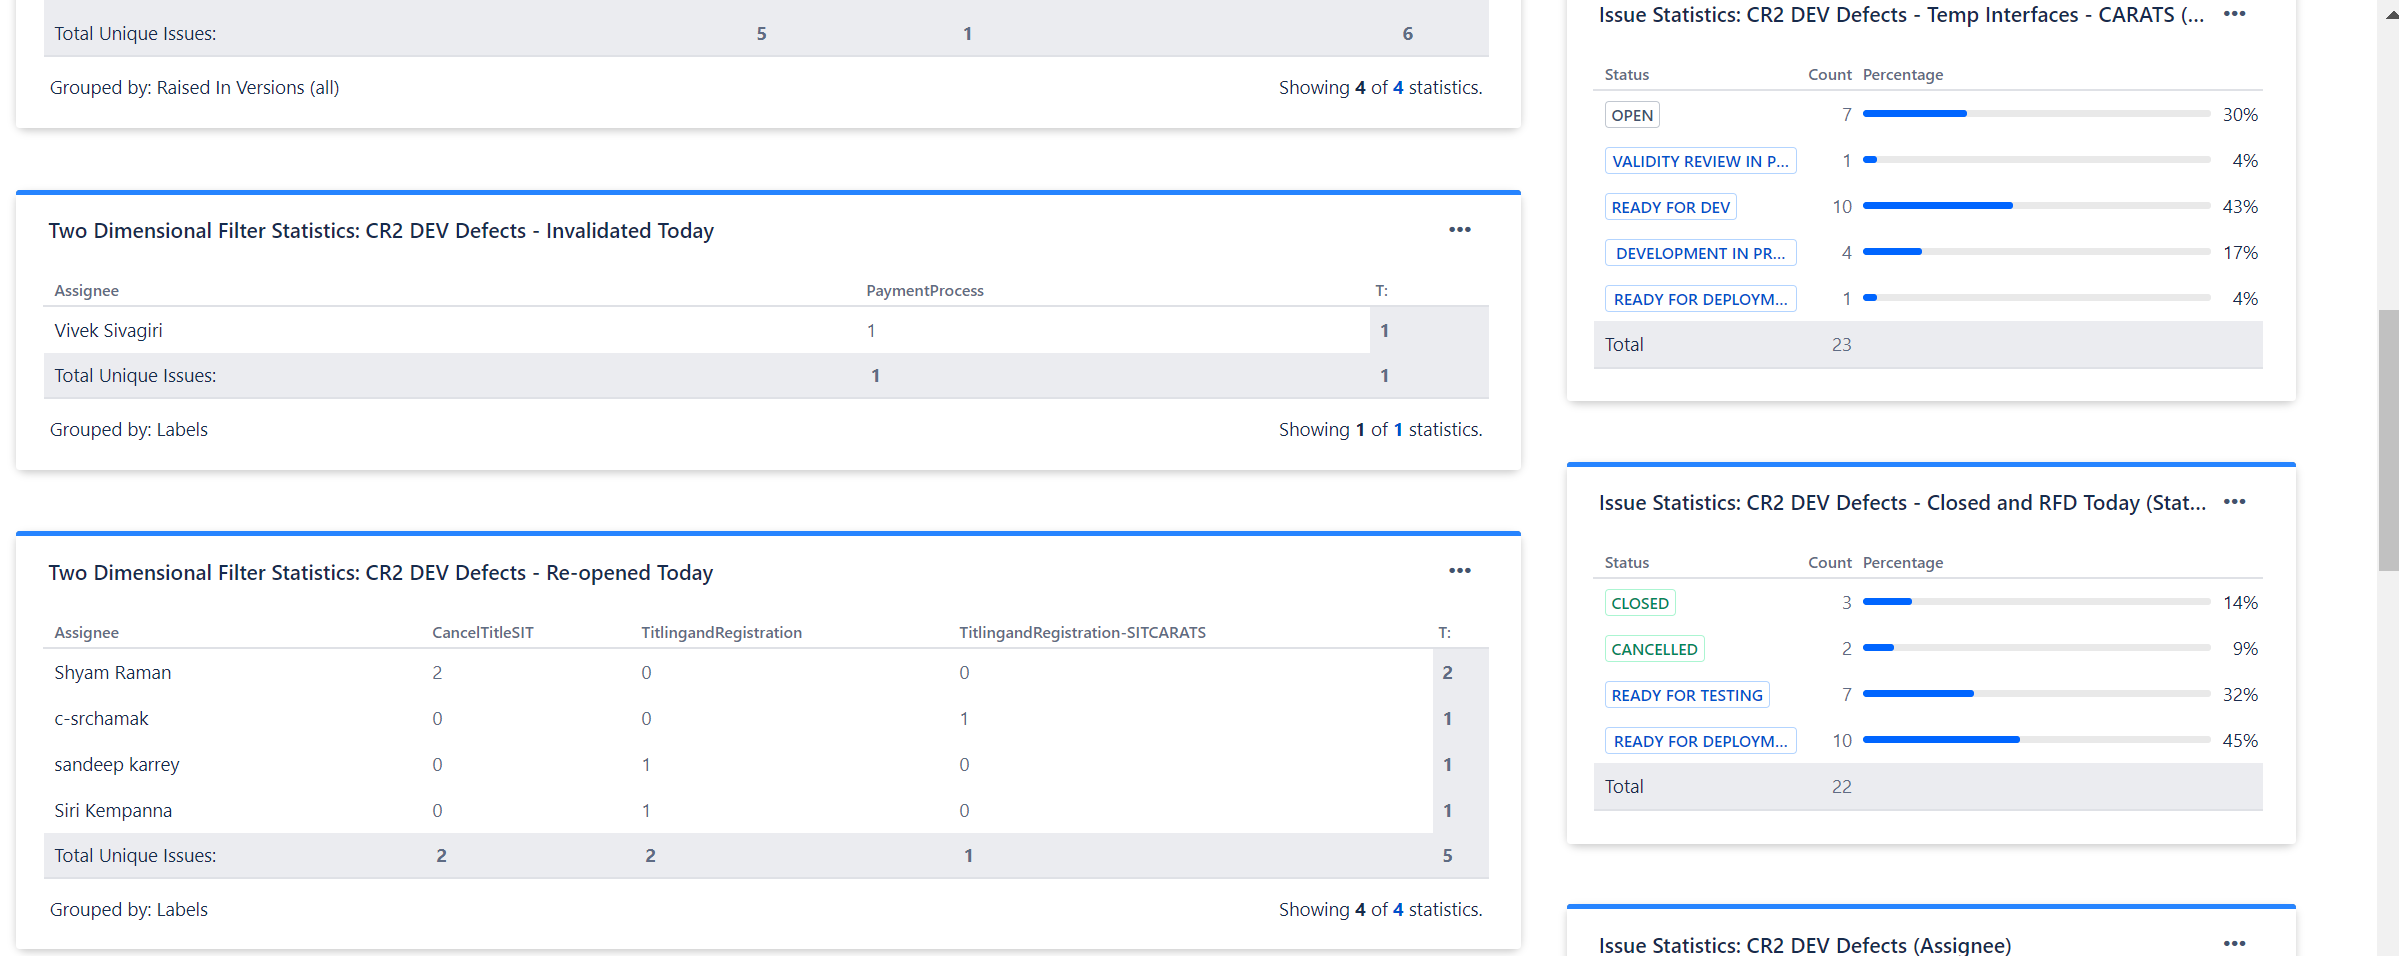 Total Unique Issues: 5 1 6
Grouped by: Raised In Versions (all) Showing 4 of 4 statistics.
Two Dimensional Filter Statistics: CR2 DEV Defects - Invalidated Today
Assignee PaymentProcess T:
Vivek Sivagiri 1 1
Total Unique Issues: 1 1
Grouped by: Labels Showing 1 of 1 statistics.
Two Dimensional Filter Statistics: CR2 DEV Defects - Re-opened Today
Assignee CancelTitleSIT TitlingandRegistration TitlingandRegistration-SITCARATS T:
Shyam Raman 2 0 0 2
c-srchamak 0 0 1 1
sandeep karrey 0 1 0 1
Siri Kempanna 0 1 0 1
Total Unique Issues: 2 2 1 5
Grouped by: Labels Showing 4 of 4 statistics.
Issue Statistics: CR2 DEV Defects - Temp Interfaces - CARATS (...
Status Count Percentage
OPEN 7 30%
VALIDITY REVIEW IN P... 1 4%
READY FOR DEV 10 43%
DEVELOPMENT IN PR... 4 17%
READY FOR DEPLOYM... 1 4%
Total 23
Issue Statistics: CR2 DEV Defects - Closed and RFD Today (Stat...
Status Count Percentage
CLOSED 3 14%
CANCELLED 2 9%
READY FOR TESTING 7 32%
READY FOR DEPLOYM... 10 45%
Total 22
Issue Statistics: CR2 DEV Defects (Assignee)